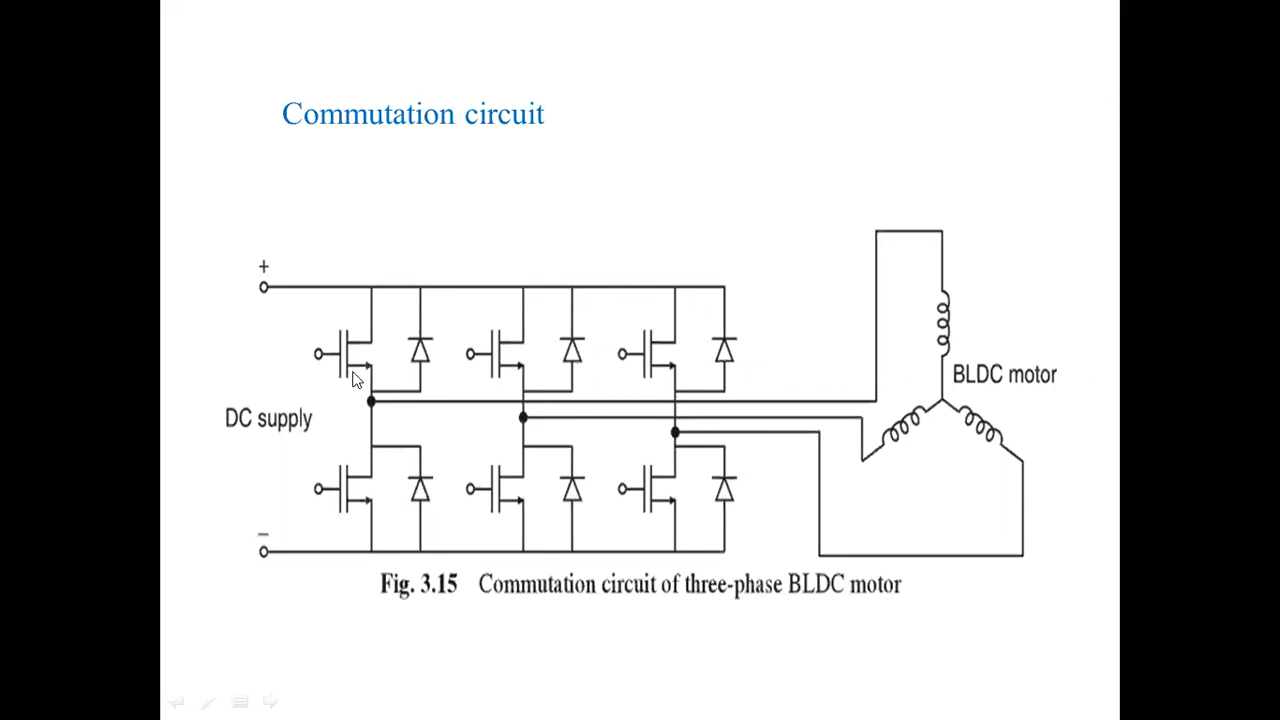 Commutation circuit
+
BLDC motor
DC supply
−
Fig. 3.15 Commutation circuit of three-phase BLDC motor